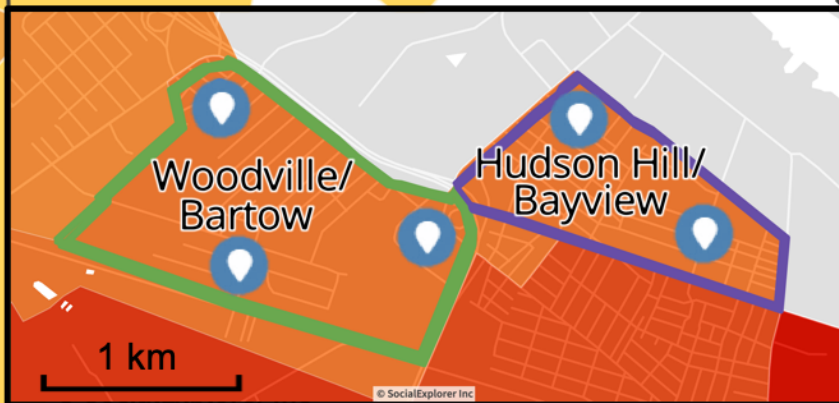 Woodville/
Bartow
Hudson Hill/
Bayview
1 km
© SocialExplorer Inc